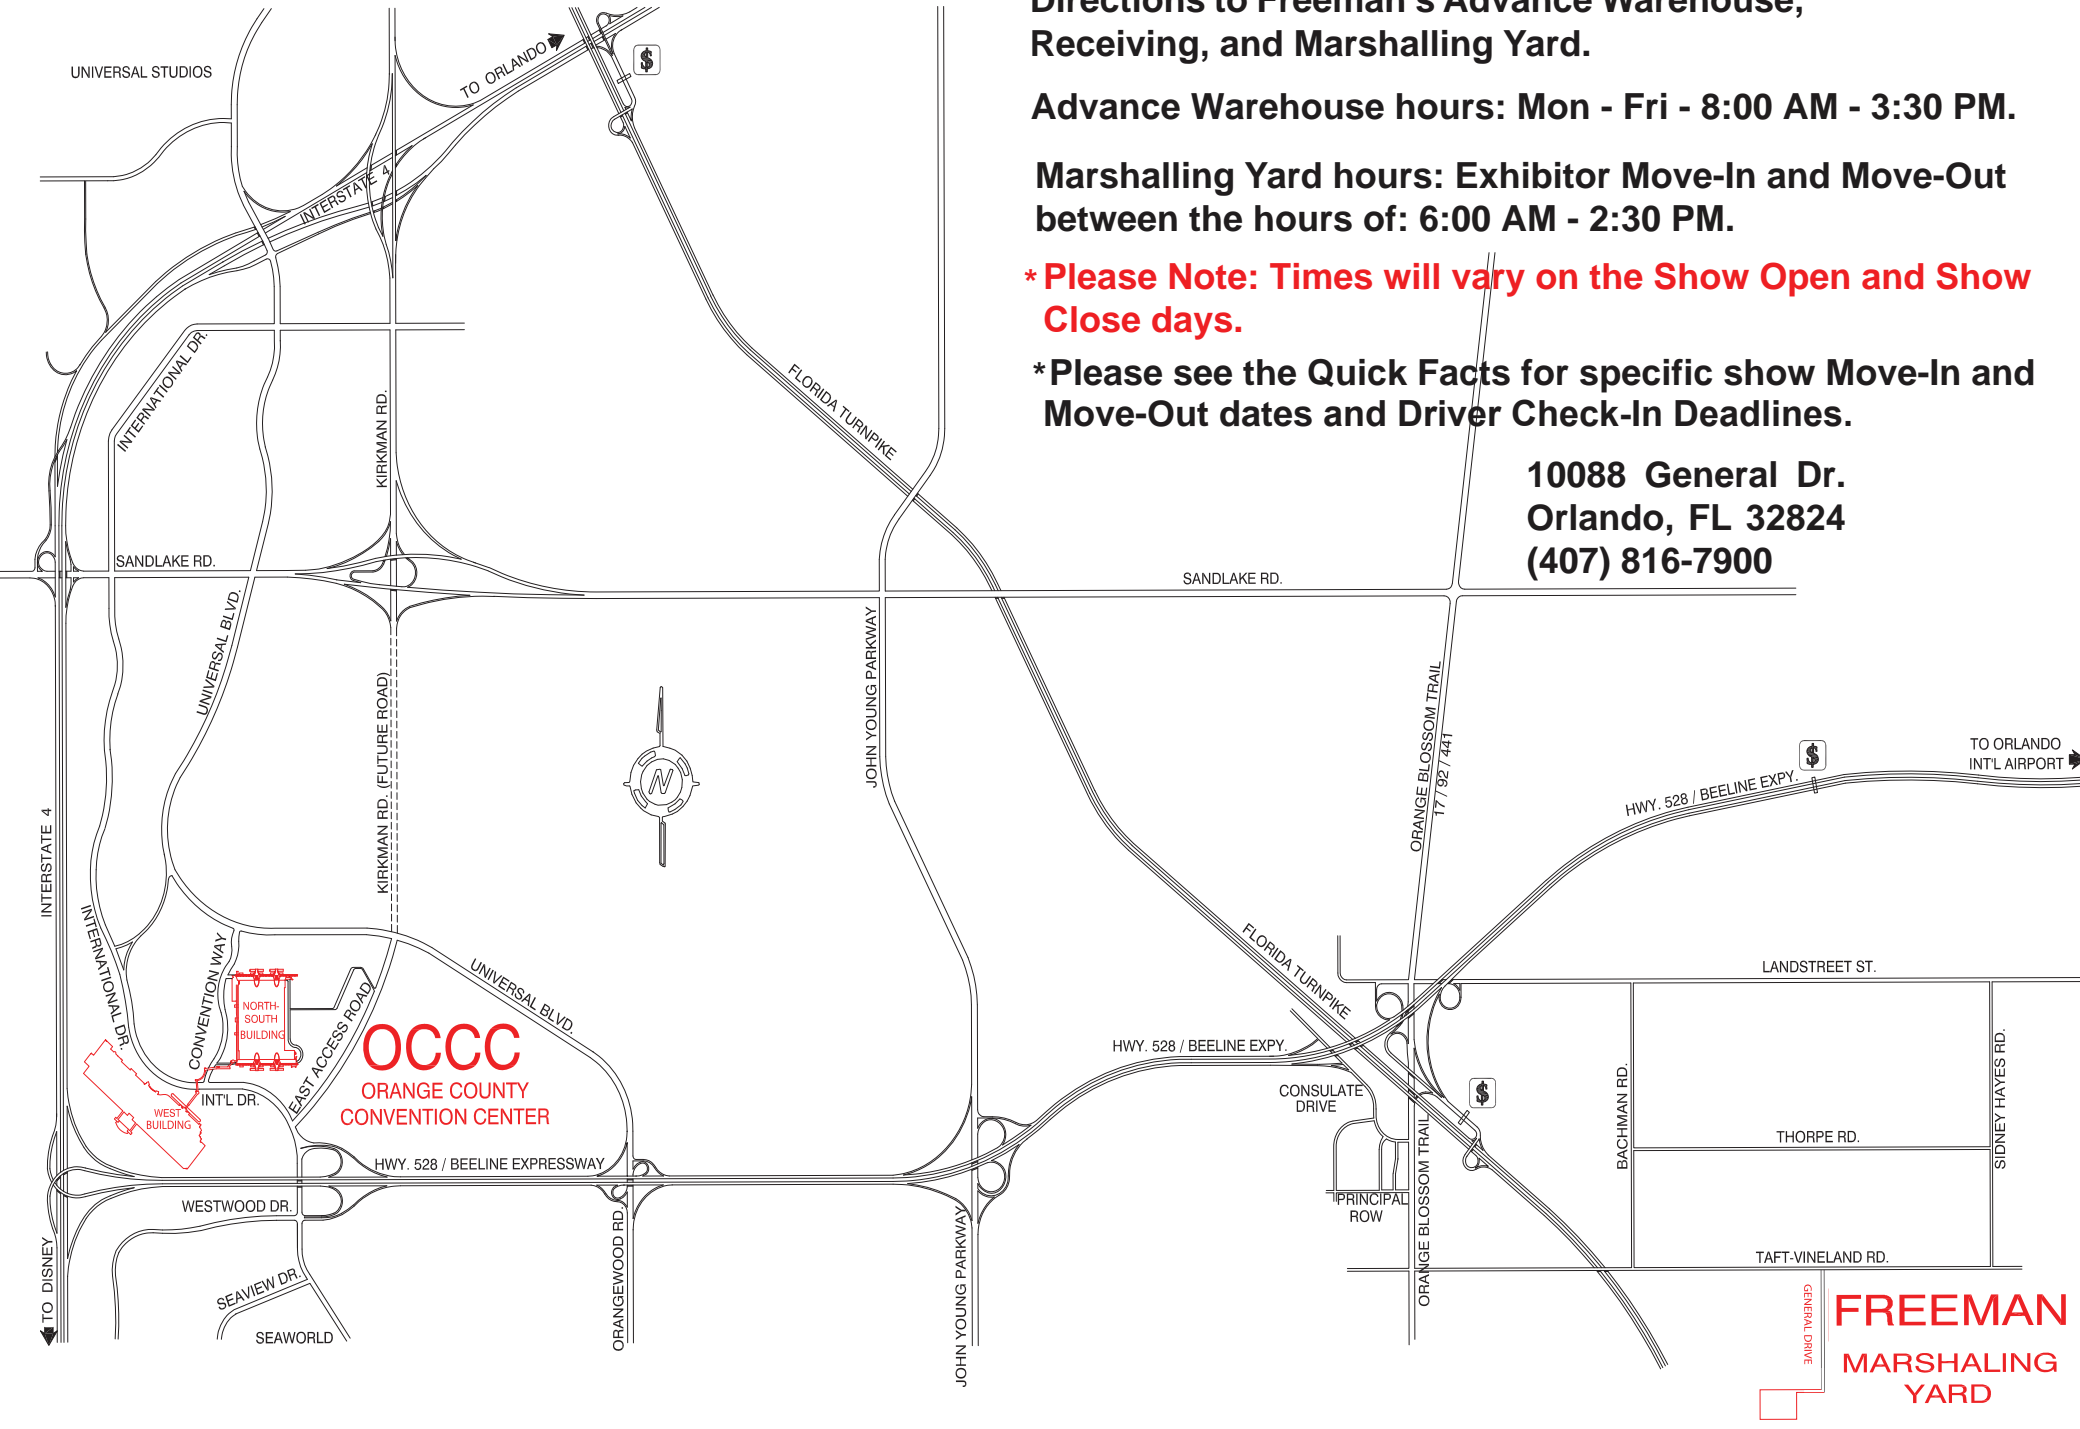 Directions to Freeman's Advance Warehouse,
Receiving, and Marshalling Yard.
Advance Warehouse hours: Mon - Fri - 8:00 AM - 3:30 PM.
Marshalling Yard hours: Exhibitor Move-In and Move-Out
between the hours of: 6:00 AM - 2:30 PM.
* Please Note: Times will vary on the Show Open and Show
Close days.
*Please see the Quick Facts for specific show Move-In and
Move-Out dates and Driver Check-In Deadlines.
10088 General Dr.
Orlando, FL 32824
(407) 816-7900
UNIVERSAL STUDIOS
TO ORLANDO
$
INTERSTATE 4
INTERNATIONAL DR.
KIRKMAN RD.
FLORIDA TURNPIKE
SANDLAKE RD.
SANDLAKE RD.
UNIVERSAL BLVD.
JOHN YOUNG PARKWAY
KIRKMAN RD. (FUTURE ROAD)
N
ORANGE BLOSSOM TRAIL
17 / 92 / 441
$
TO ORLANDO
INT'L AIRPORT
HWY. 528 / BEELINE EXPY.
INTERSTATE 4
INTERNATIONAL DR.
CONVENTION WAY
NORTH-
SOUTH
BUILDING
EAST ACCESS ROAD
UNIVERSAL BLVD.
OCCC
ORANGE COUNTY
CONVENTION CENTER
WEST
BUILDING
INT'L DR.
FLORIDA TURNPIKE
LANDSTREET ST.
HWY. 528 / BEELINE EXPY.
CONSULATE
DRIVE
$
BACHMAN RD.
SIDNEY HAYES RD.
THORPE RD.
HWY. 528 / BEELINE EXPRESSWAY
WESTWOOD DR.
PRINCIPAL
ROW
ORANGE BLOSSOM TRAIL
TAFT-VINELAND RD.
TO DISNEY
SEAVIEW DR.
SEAWORLD
ORANGEWOOD RD.
JOHN YOUNG PARKWAY
GENERAL DRIVE
FREEMAN
MARSHALING
YARD